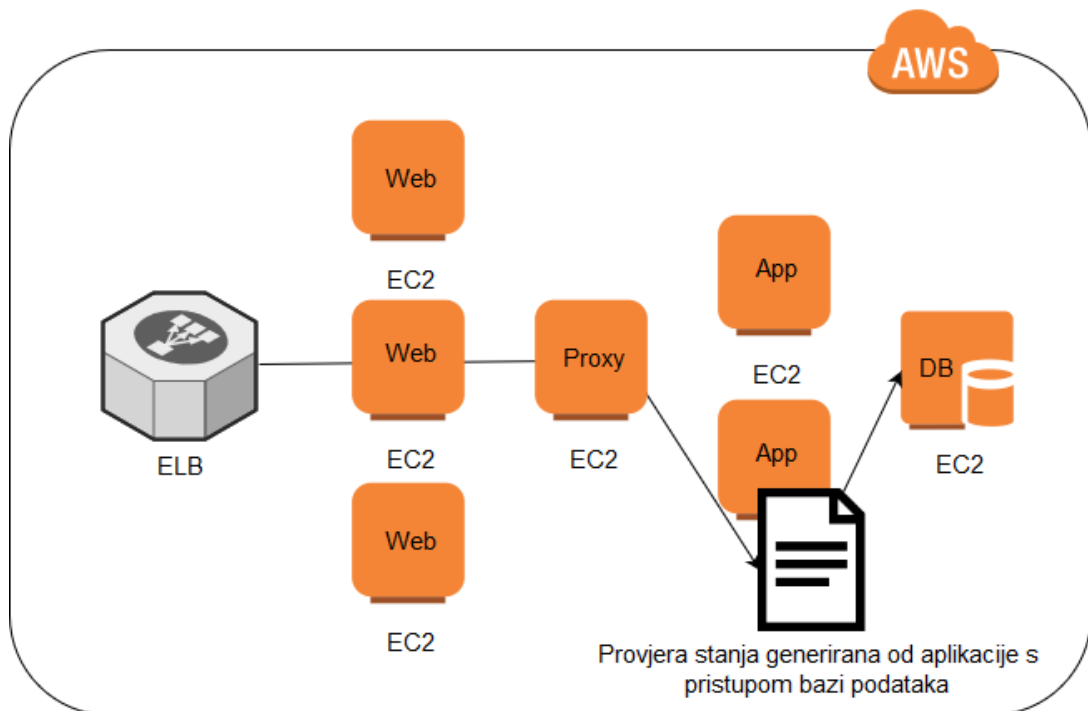 AWS
Web
EC2
App
EC2
ELB
Web
EC2
Proxy
EC2
App
DB
EC2
Web
EC2
Provjera stanja generirana od aplikacije s
pristupom bazi podataka